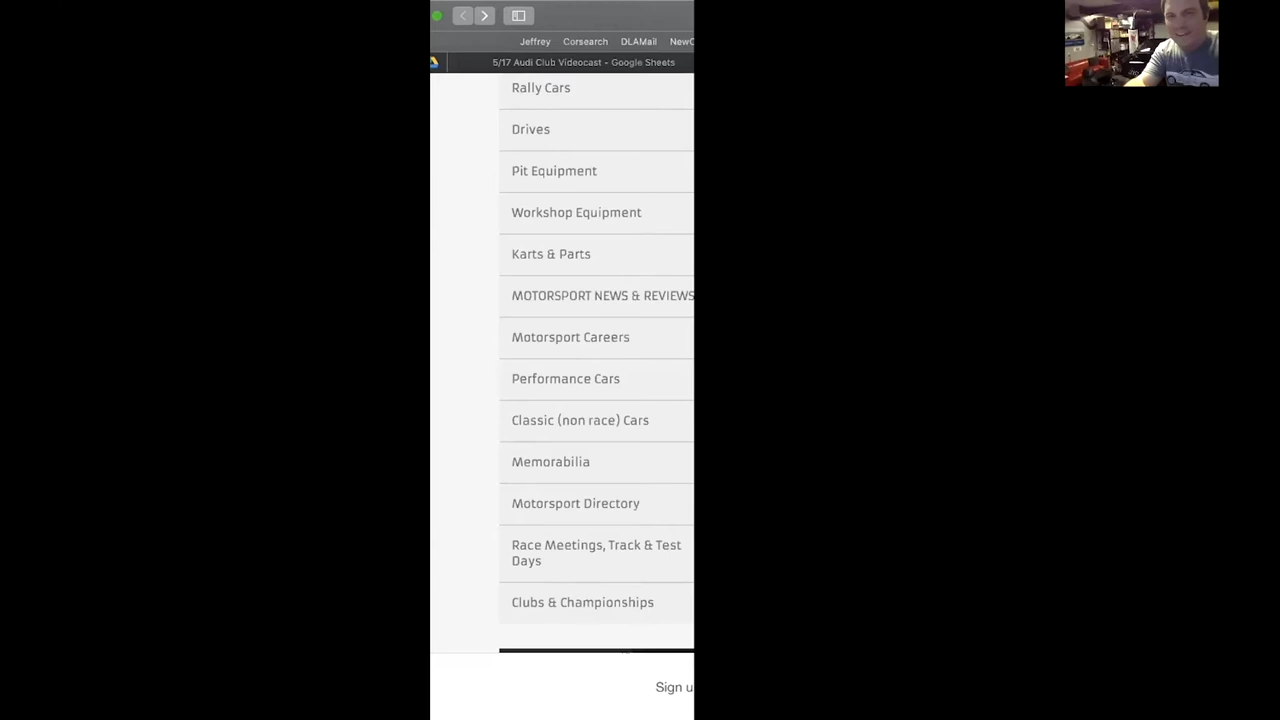 Jeffrey Corsearch DLAMail NewC
5/17 Audi Club Videocast - Google Sheets
Rally Cars
Drives
Pit Equipment
Workshop Equipment
Karts & Parts
MOTORSPORT NEWS & REVIEWS
Motorsport Careers
Performance Cars
Classic (non race) Cars
Memorabilia
Motorsport Directory
Race Meetings, Track & Test
Days
Clubs & Championships
Sign u